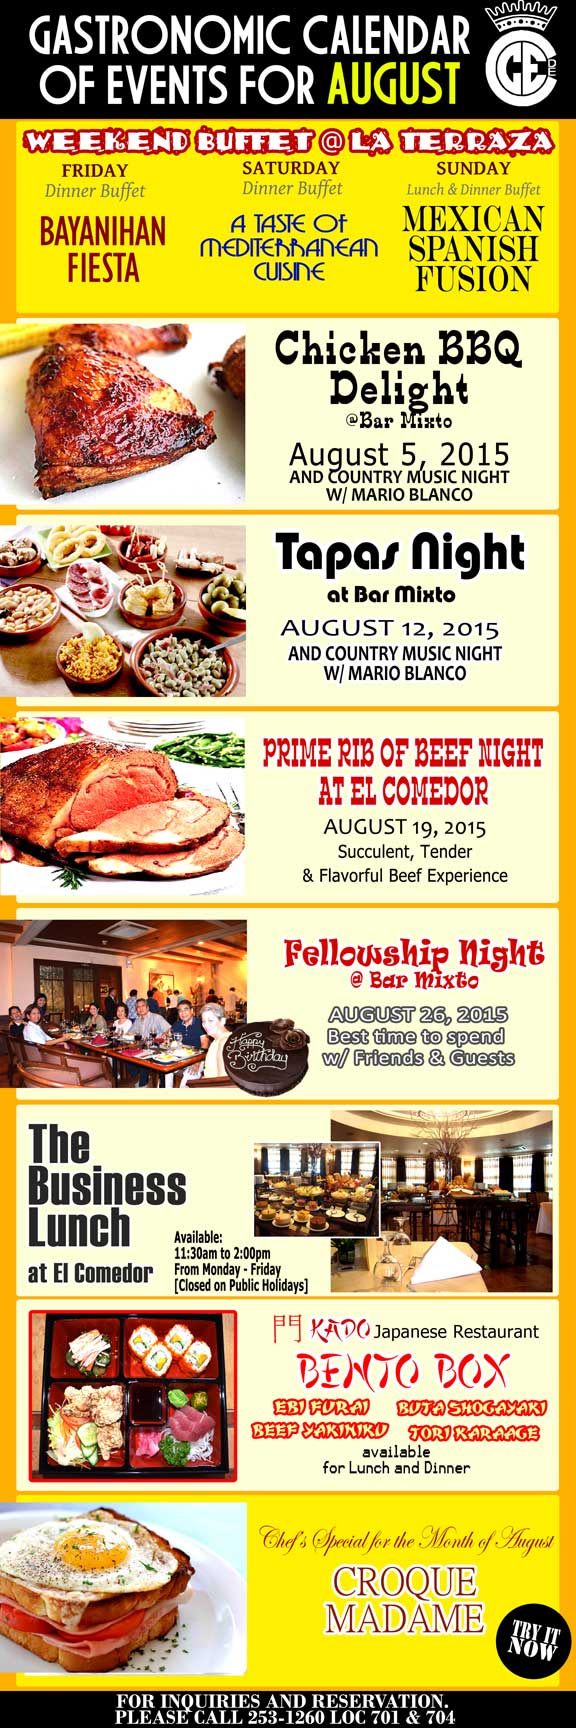 GASTRONOMIC CALENDAR
OF EVENTS FOR AUGUST
CE
DE
WEEKEND BUFFET @ LA TERRAZA
FRIDAY
Dinner Buffet
BAYANIHAN
FIESTA
SATURDAY
Dinner Buffet
A TASTE OF
MEDITERRANEAN
CUISINE
SUNDAY
Lunch & Dinner Buffet
MEXICAN
SPANISH
FUSION
Chicken BBQ
Delight
@Bar Mixto
August 5, 2015
AND COUNTRY MUSIC NIGHT
W/ MARIO BLANCO
Tapas Night
at Bar Mixto
AUGUST 12, 2015
AND COUNTRY MUSIC NIGHT
W/ MARIO BLANCO
PRIME RIB OF BEEF NIGHT
AT EL COMEDOR
AUGUST 19, 2015
Succulent, Tender
& Flavorful Beef Experience
Fellowship Night
@ Bar Mixto
AUGUST 26, 2015
Best time to spend
w/ Friends & Guests
Happy
Birthday
The
Business
Lunch
at El Comedor
Available:
11:30am to 2:00pm
From Monday - Friday
[Closed on Public Holidays]
門 KADO Japanese Restaurant
BENTO BOX
EBI FURAI BUTA SHOGAYAKI
BEEF YAKINIKU TORI KARAAGE
available
for Lunch and Dinner
Chef's Special for the Month of August
CROQUE
MADAME
TRY IT
NOW
FOR INQUIRIES AND RESERVATION.
PLEASE CALL 253-1260 LOC 701 & 704